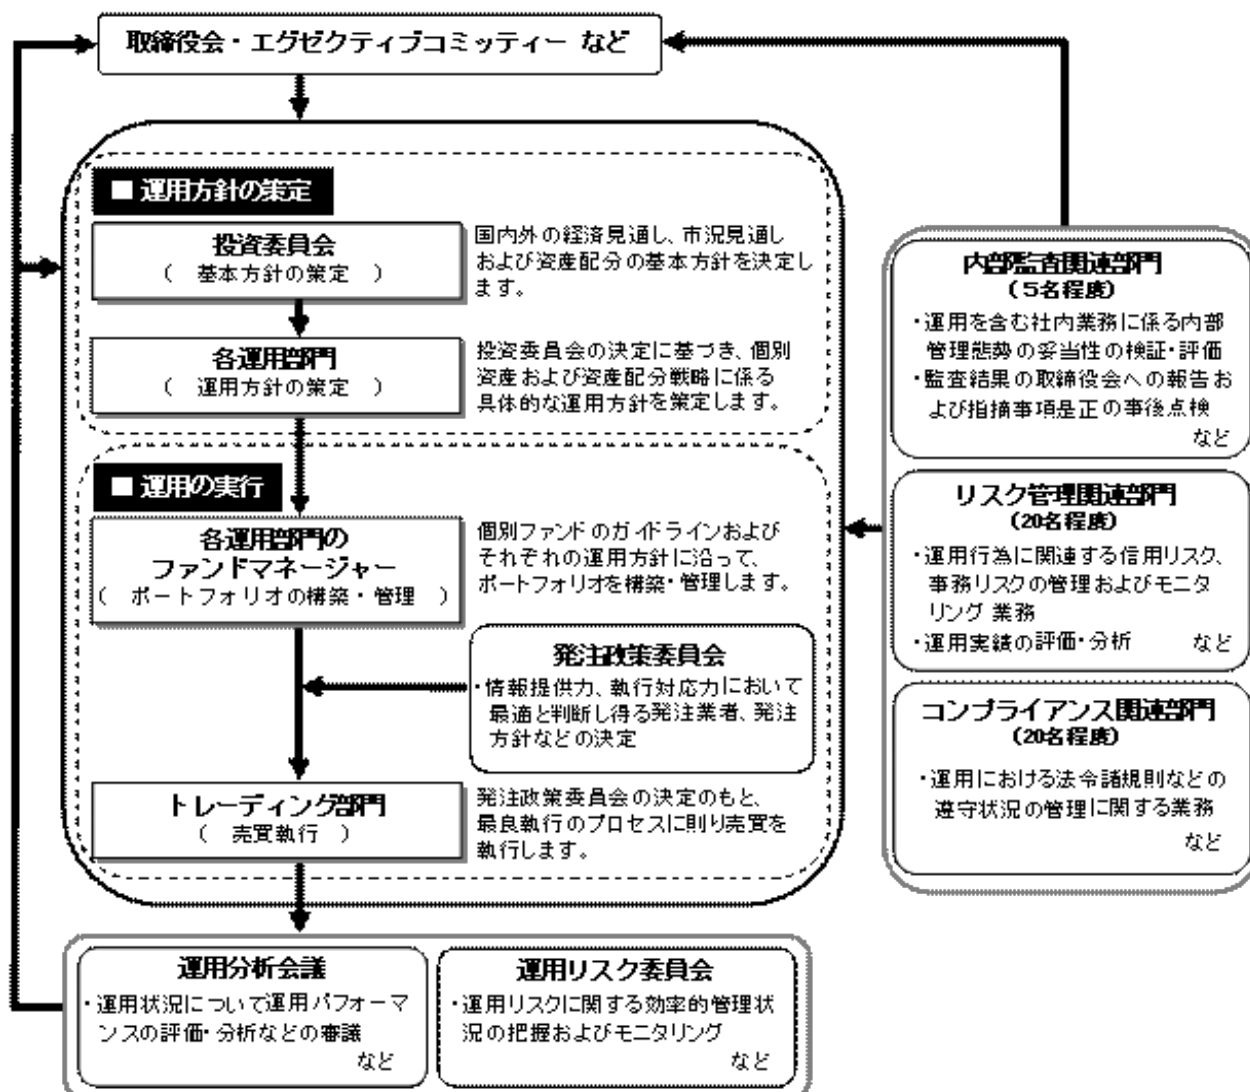 取締役会・エグゼクティブコミッティー など
■ 運用方針の策定
投資委員会
( 基本方針の策定 )
国内外の経済見通し、市況見通し
および資産配分の基本方針を決定し
ます。
各運用部門
( 運用方針の策定 )
投資委員会の決定に基づき、個別
資産および資産配分戦略に係る
具体的な運用方針を策定します。
■ 運用の実行
各運用部門の
ファンドマネージャー
( ポートフォリオの構築・管理 )
個別ファンドのガイドラインおよび
それぞれの運用方針に沿って、
ポートフォリオを構築・管理します。
発注政策委員会
・情報提供力、執行対応力において
最適と判断し得る発注業者、発注
方針などの決定
トレーディング部門
( 売買執行 )
発注政策委員会の決定のもと、
最良執行のプロセスに則り売買を
執行します。
運用分析会議
・運用状況について運用パフォーマ
ンスの評価・分析などの審議
など
運用リスク委員会
・運用リスクに関する効率的管理状
況の把握およびモニタリング
など
内部監査関連部門
(5名程度)
・運用を含む社内業務に係る内部
管理態勢の妥当性の検証・評価
・監査結果の取締役会への報告お
よび指摘事項是正の事後点検
など
リスク管理関連部門
(20名程度)
・運用行為に関連する信用リスク、
事務リスクの管理およびモニタ
リング 業務
・運用実績の評価・分析 など
コンプライアンス関連部門
(20名程度)
・運用における法令諸規則などの
遵守状況の管理に関する業務
など